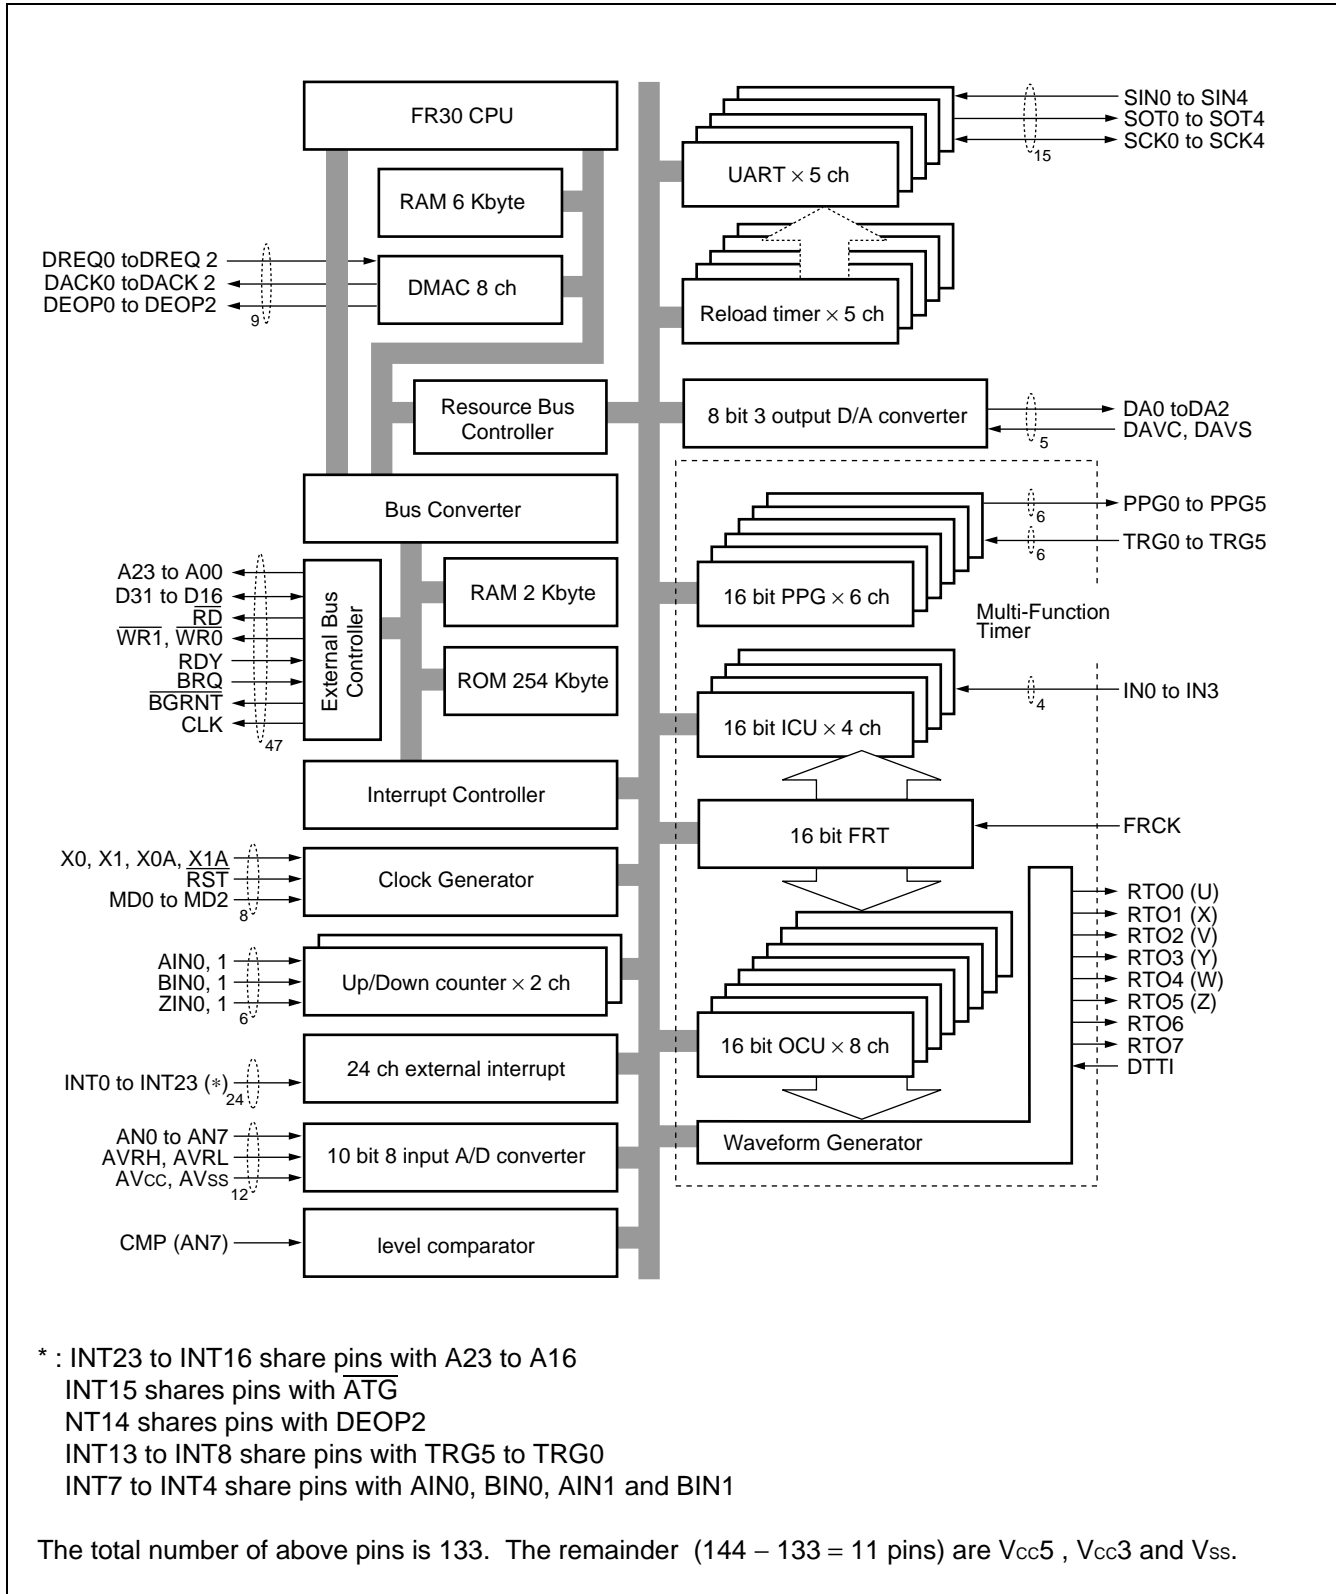 FR30 CPU
RAM 6 Kbyte
DREQ0 toDREQ 2
DACK0 toDACK 2
DEOP0 to DEOP2
9
DMAC 8 ch
Resource Bus
Controller
Bus Converter
A23 to A00
D31 to D16
RD
WR1, WR0
RDY
BRQ
BGRNT
CLK
47
External Bus
Controller
RAM 2 Kbyte
ROM 254 Kbyte
Interrupt Controller
X0, X1, X0A, X1A
RST
MD0 to MD2
8
Clock Generator
AIN0, 1
BIN0, 1
ZIN0, 1
6
Up/Down counter × 2 ch
INT0 to INT23 (*)
24
24 ch external interrupt
AN0 to AN7
AVRH, AVRL
AVCC, AVSS
12
10 bit 8 input A/D converter
CMP (AN7)
level comparator
UART × 5 ch
SIN0 to SIN4
SOT0 to SOT4
SCK0 to SCK4
15
Reload timer × 5 ch
8 bit 3 output D/A converter
DA0 toDA2
DAVC, DAVS
5
PPG0 to PPG5
6
TRG0 to TRG5
6
16 bit PPG × 6 ch
Multi-Function
Timer
IN0 to IN3
4
16 bit ICU × 4 ch
16 bit FRT
FRCK
16 bit OCU × 8 ch
Waveform Generator
RTO0 (U)
RTO1 (X)
RTO2 (V)
RTO3 (Y)
RTO4 (W)
RTO5 (Z)
RTO6
RTO7
DTTI
* : INT23 to INT16 share pins with A23 to A16
INT15 shares pins with ATG
NT14 shares pins with DEOP2
INT13 to INT8 share pins with TRG5 to TRG0
INT7 to INT4 share pins with AIN0, BIN0, AIN1 and BIN1
The total number of above pins is 133. The remainder (144 − 133 = 11 pins) are VCC5 , VCC3 and VSS.